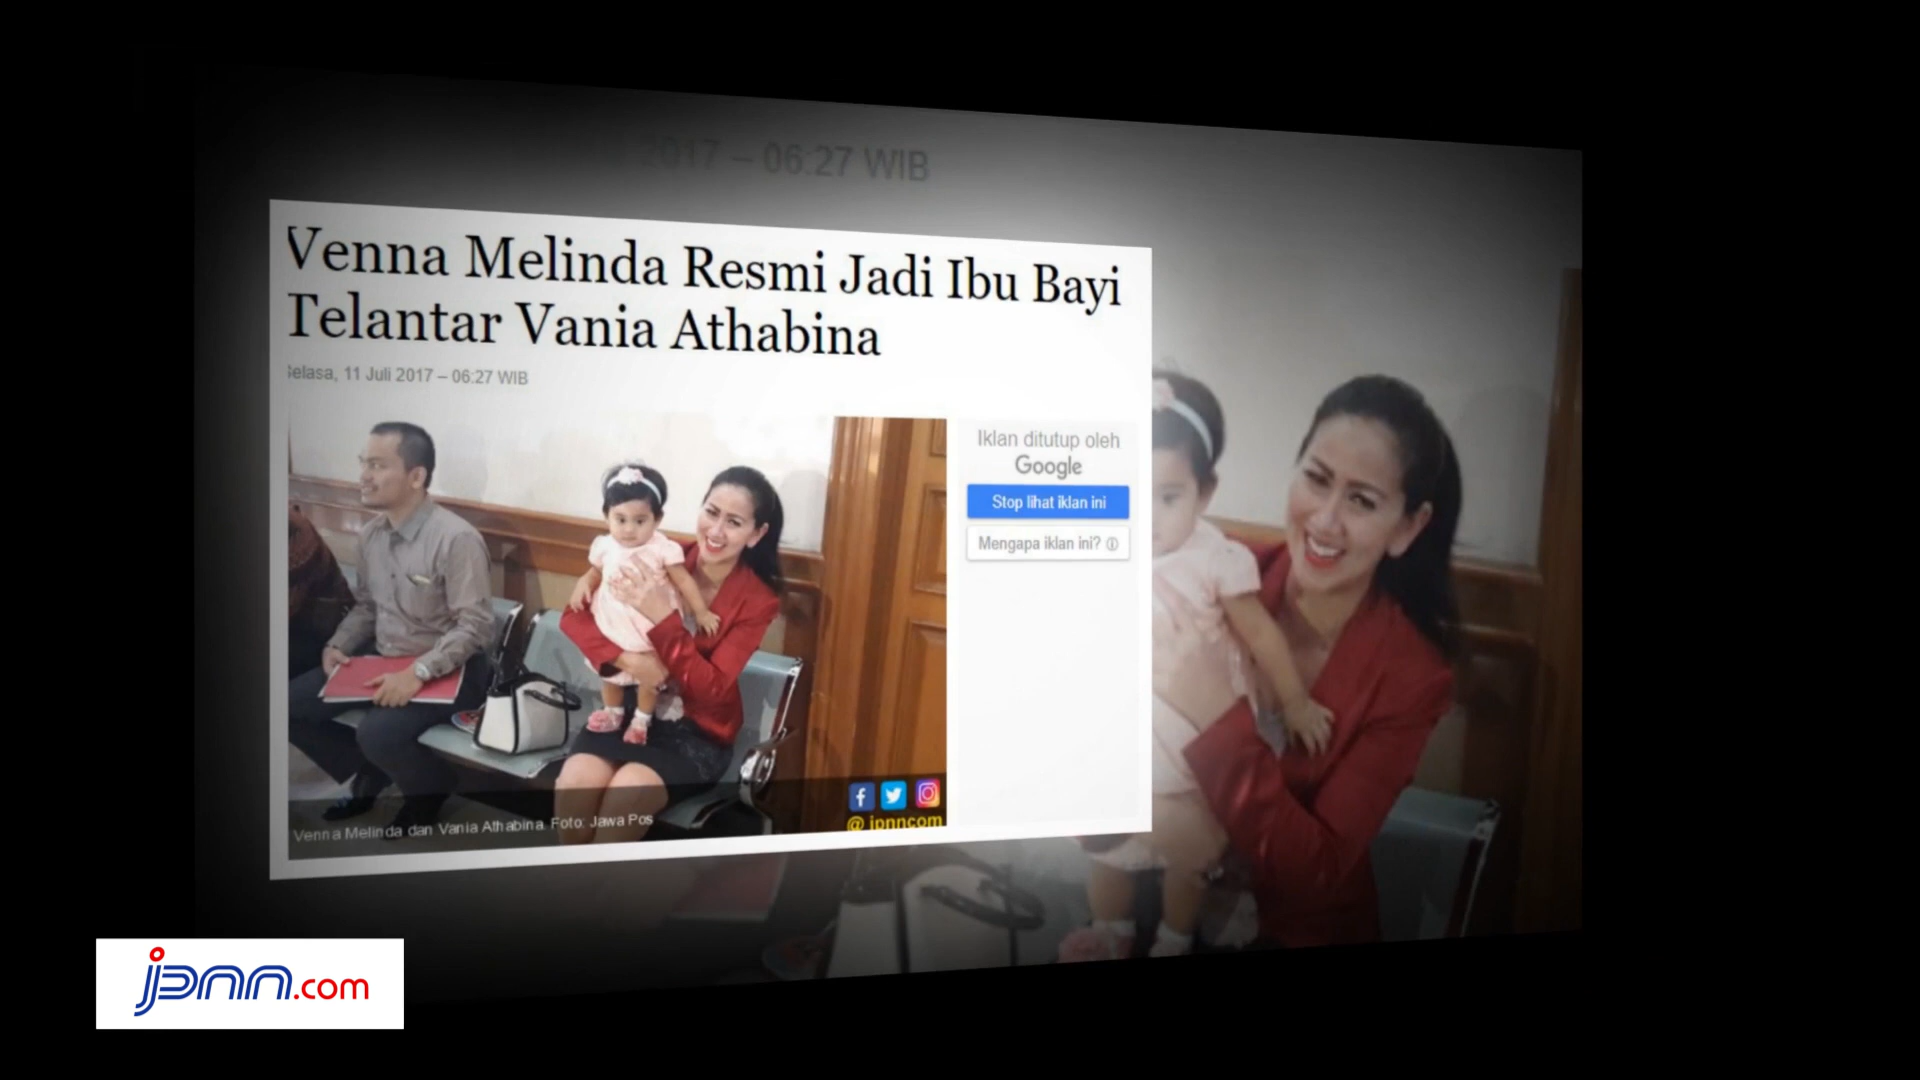 2017 – 06:27 WIB
Venna Melinda Resmi Jadi Ibu Bayi
Telantar Vania Athabina
Selasa, 11 Juli 2017 – 06:27 WIB
Iklan ditutup oleh
Google
Stop lihat iklan ini
Mengapa iklan ini?
Venna Melinda dan Vania Athabina. Foto: Jawa Pos
@jpnncom
jpnn.com